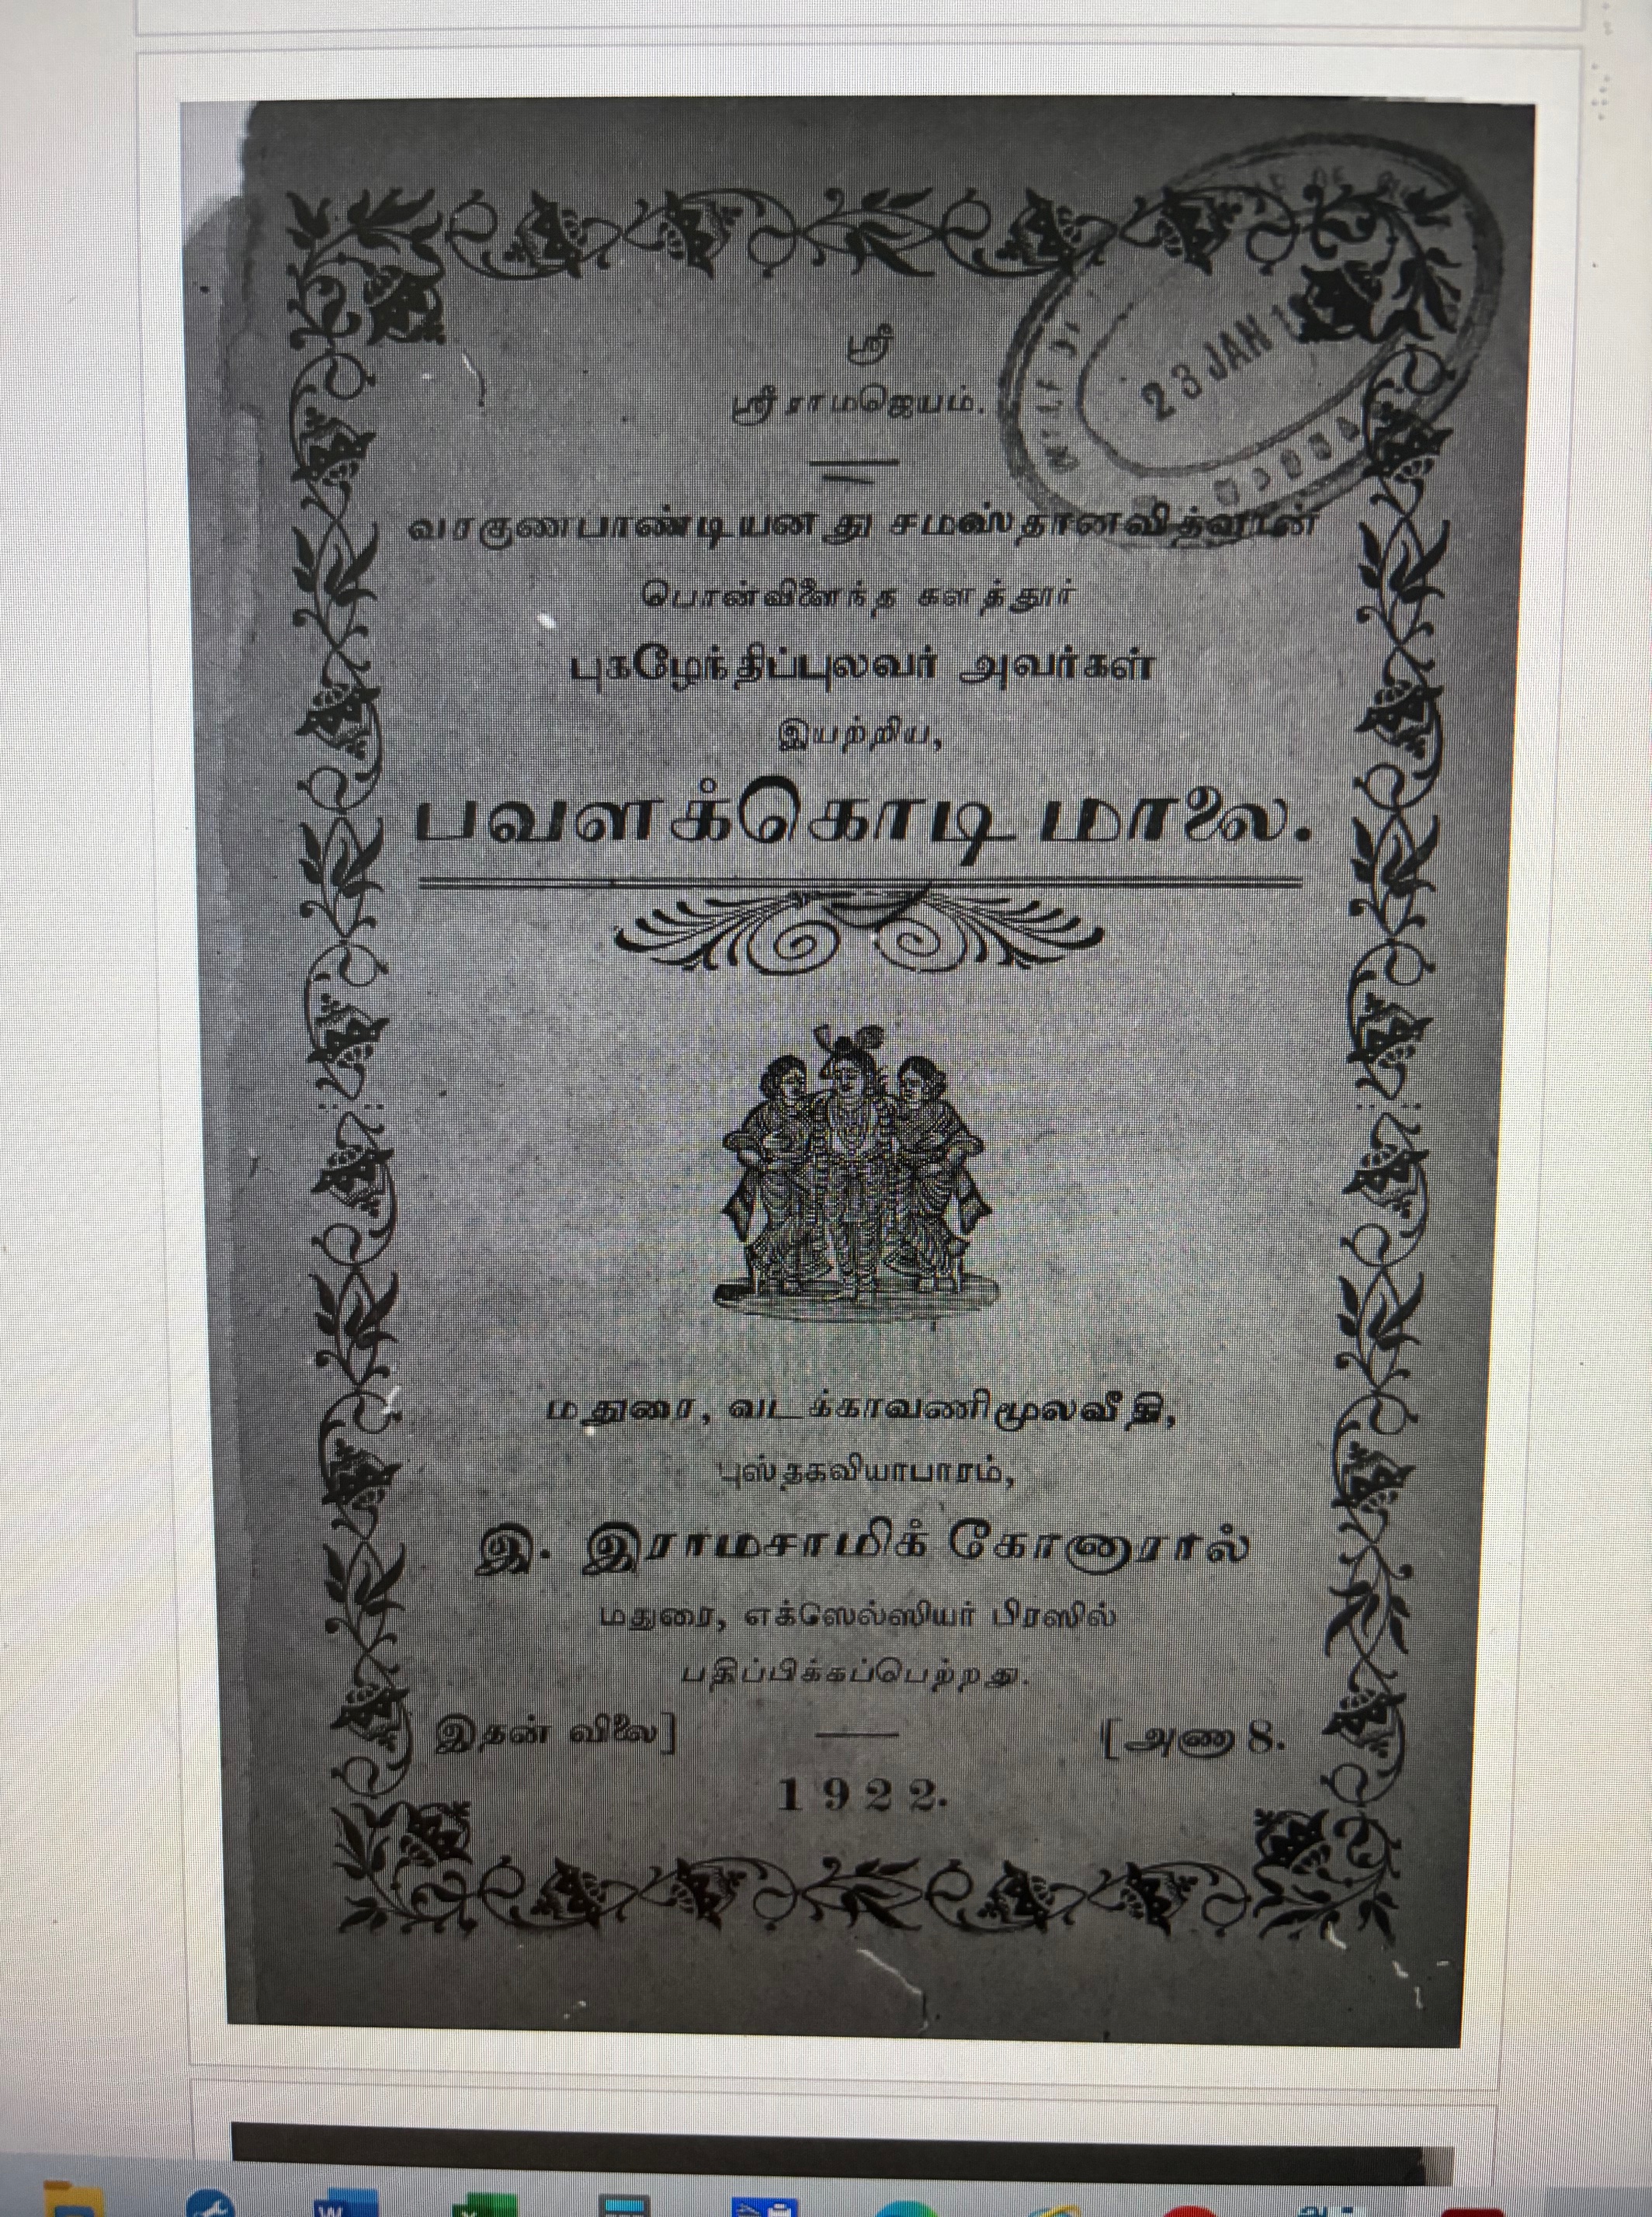 ஸ்ரீ
ஸ்ரீராமஜெயம்.
23 JAN
வரகுணபாண்டியனது சமஸ்தானவித்வான்
பொன்விளைந்த களத்தூர்
புகழேந்திப்புலவர் அவர்கள்
இயற்றிய,
பவளக்கொடி மாலை.
மதுரை, வடக்காவணிமூலவீதி,
புஸ்தகவியாபாரம்,
இ. இராமசாமிக் கோனாரால்
மதுரை, எக்ஸெல்ஸியர் பிரஸில்
பதிப்பிக்கப்பெற்றது.
இதன் விலை] [அணா 8.
1922.